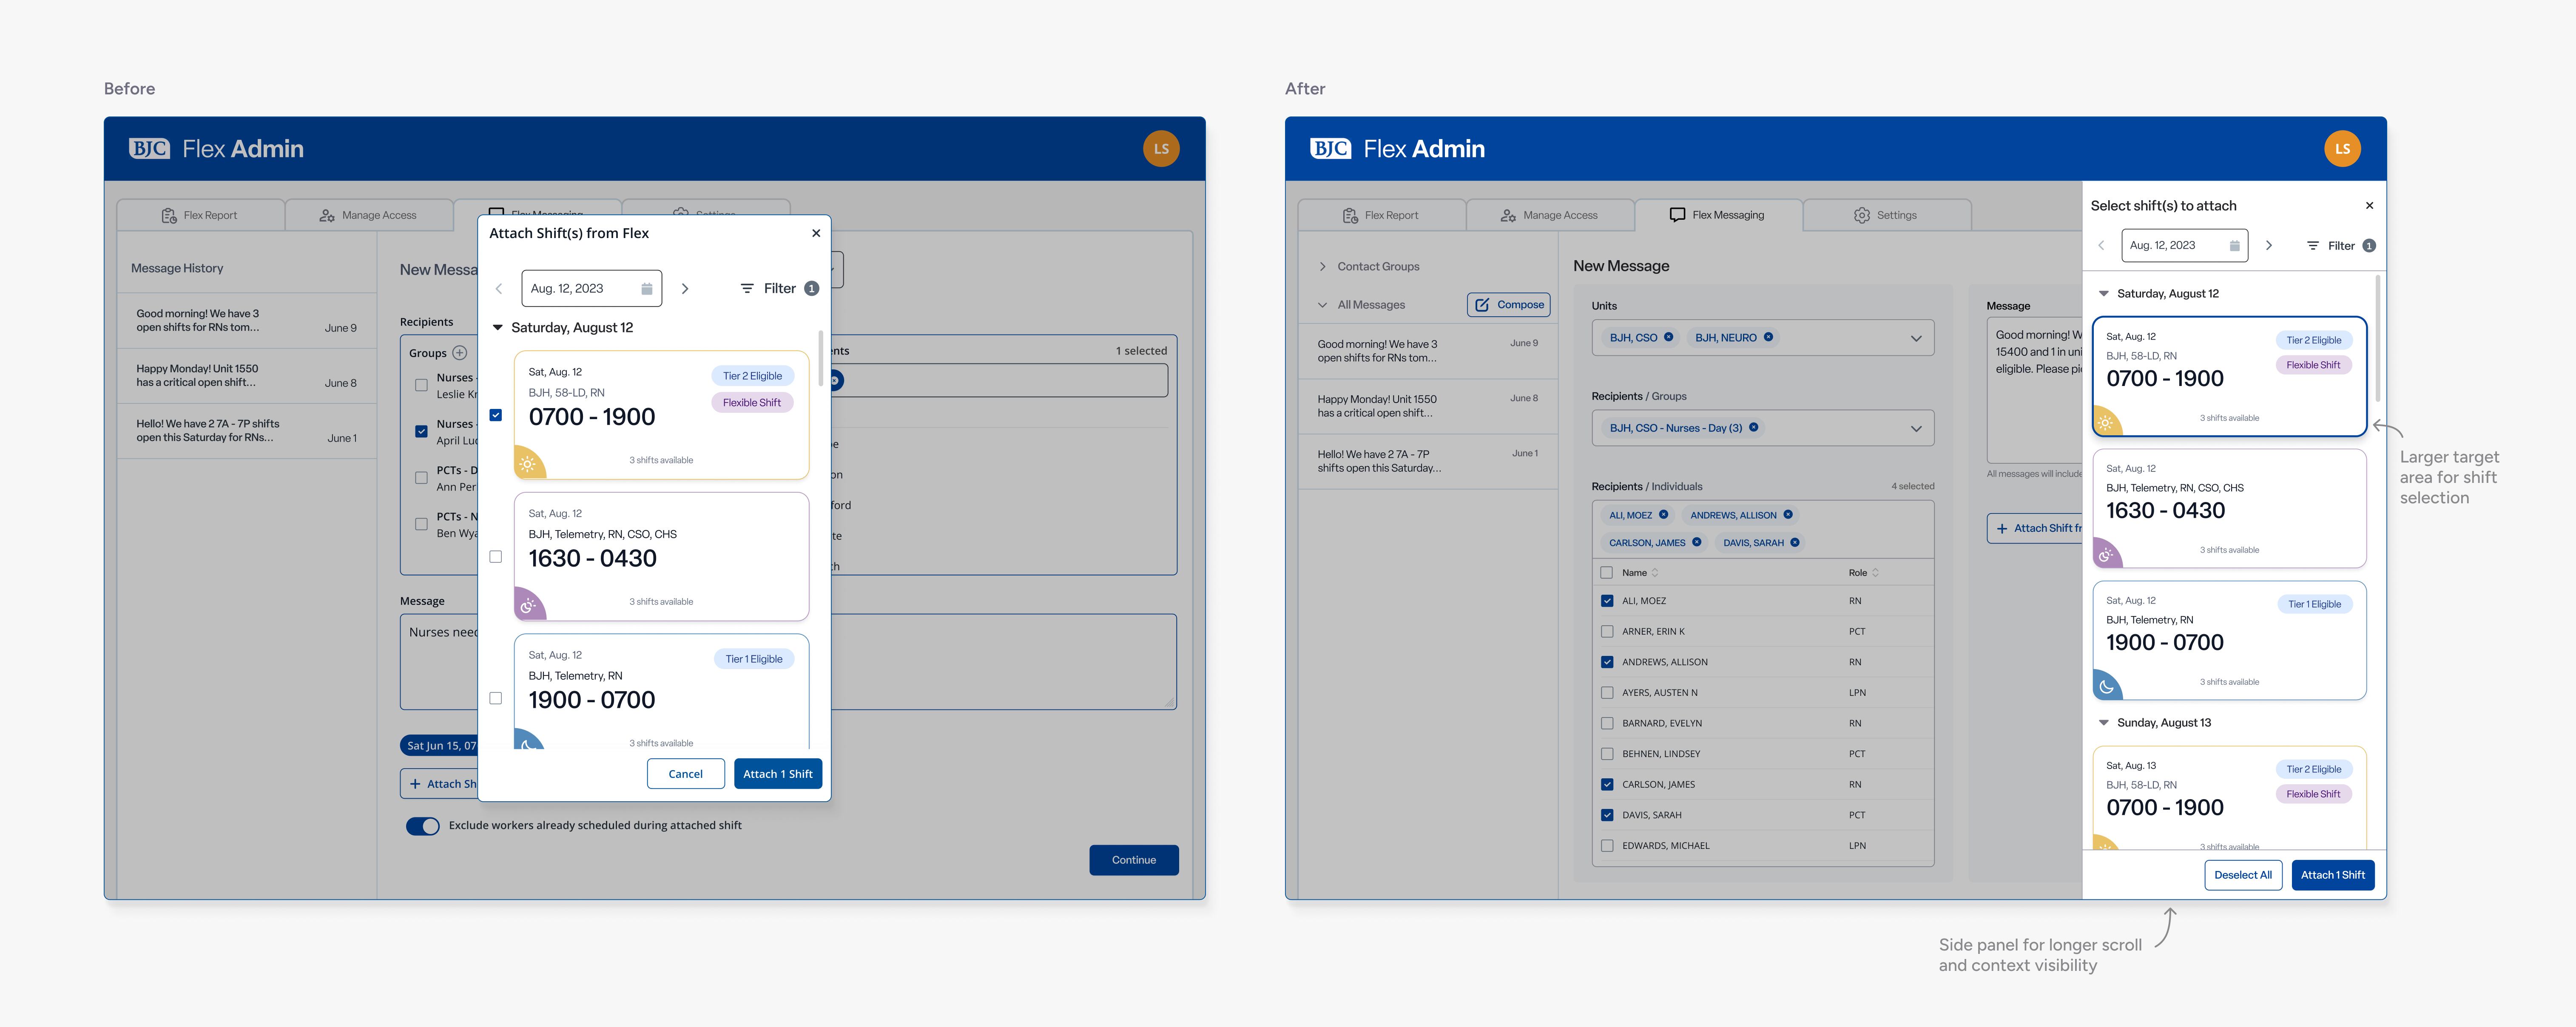 Before
BJC Flex Admin
LS
Flex Report
Manage Access
Flex Messaging
Settings
Message History
Good morning! We have 3
open shifts for RNs tom...
June 9
Happy Monday! Unit 1550
has a critical open shift...
June 8
Hello! We have 2 7A - 7P shifts
open this Saturday for RNs...
June 1
New Messa
Recipients
Groups
Nurses -
Leslie Kr
Nurses -
April Luc
PCTs - D
Ann Per
PCTs - N
Ben Wya
nts
1 selected
pe
on
ford
te
th
Message
Nurses need
Sat Jun 15, 07
+ Attach Sh
Exclude workers already scheduled during attached shift
Continue
Attach Shift(s) from Flex
Aug. 12, 2023
Filter 1
Saturday, August 12
Sat, Aug. 12
BJH, 58-LD, RN
0700 - 1900
Tier 2 Eligible
Flexible Shift
3 shifts available
Sat, Aug. 12
BJH, Telemetry, RN, CSO, CHS
1630 - 0430
3 shifts available
Sat, Aug. 12
BJH, Telemetry, RN
1900 - 0700
Tier 1 Eligible
3 shifts available
Cancel
Attach 1 Shift
After
BJC Flex Admin
LS
Flex Report
Manage Access
Flex Messaging
Settings
Contact Groups
All Messages
Compose
Good morning! We have 3
open shifts for RNs tom...
June 9
Happy Monday! Unit 1550
has a critical open shift...
June 8
Hello! We have 2 7A - 7P
shifts open this Saturday...
June 1
New Message
Units
BJH, CSO
BJH, NEURO
Recipients / Groups
BJH, CSO - Nurses - Day (3)
Recipients / Individuals
4 selected
ALI, MOEZ
ANDREWS, ALLISON
CARLSON, JAMES
DAVIS, SARAH
Name
Role
ALI, MOEZ
RN
ARNER, ERIN K
PCT
ANDREWS, ALLISON
RN
AYERS, AUSTEN N
LPN
BARNARD, EVELYN
RN
BEHNEN, LINDSEY
PCT
CARLSON, JAMES
RN
DAVIS, SARAH
PCT
EDWARDS, MICHAEL
LPN
Message
Good morning! W
15400 and 1 in uni
eligible. Please pi
All messages will include
+ Attach Shift fr
Select shift(s) to attach
Aug. 12, 2023
Filter 1
Saturday, August 12
Sat, Aug. 12
BJH, 58-LD, RN
0700 - 1900
Tier 2 Eligible
Flexible Shift
3 shifts available
Sat, Aug. 12
BJH, Telemetry, RN, CSO, CHS
1630 - 0430
3 shifts available
Sat, Aug. 12
BJH, Telemetry, RN
1900 - 0700
Tier 1 Eligible
3 shifts available
Sunday, August 13
Sat, Aug. 13
BJH, 58-LD, RN
0700 - 1900
Tier 2 Eligible
Flexible Shift
3 shifts available
Deselect All
Attach 1 Shift
Larger target
area for shift
selection
Side panel for longer scroll
and context visibility